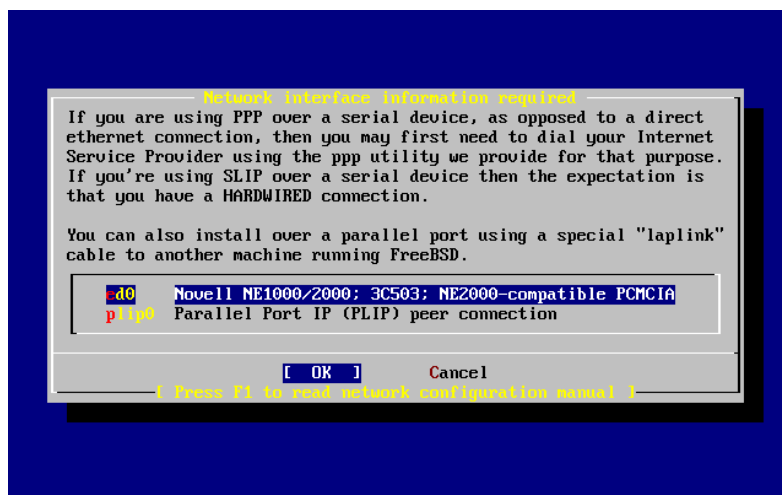 Network interface information required
If you are using PPP over a serial device, as opposed to a direct
ethernet connection, then you may first need to dial your Internet
Service Provider using the ppp utility we provide for that purpose.
If you're using SLIP over a serial device then the expectation is
that you have a HARDWIRED connection.
You can also install over a parallel port using a special "laplink"
cable to another machine running FreeBSD.
ed0 Novell NE1000/2000; 3C503; NE2000-compatible PCMCIA
plip0 Parallel Port IP (PLIP) peer connection
[ OK ] Cancel
[ Press F1 to read network configuration manual ]